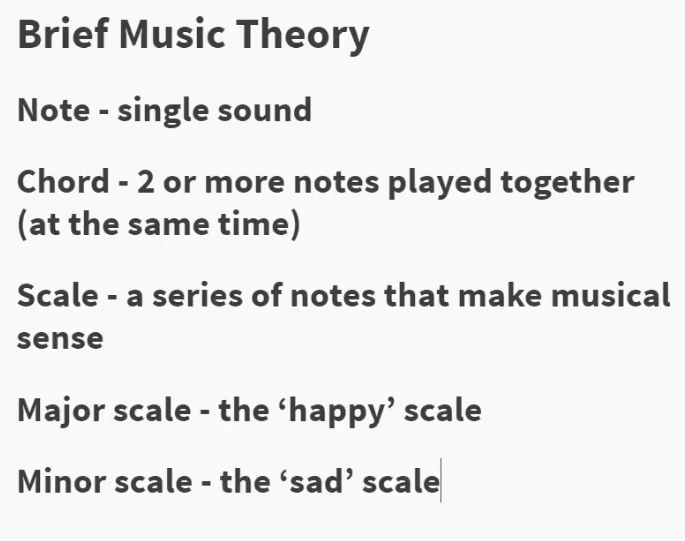 Brief Music Theory
Note - single sound
Chord - 2 or more notes played together
(at the same time)
Scale - a series of notes that make musical
sense
Major scale - the ‘happy’ scale
Minor scale - the ‘sad’ scale